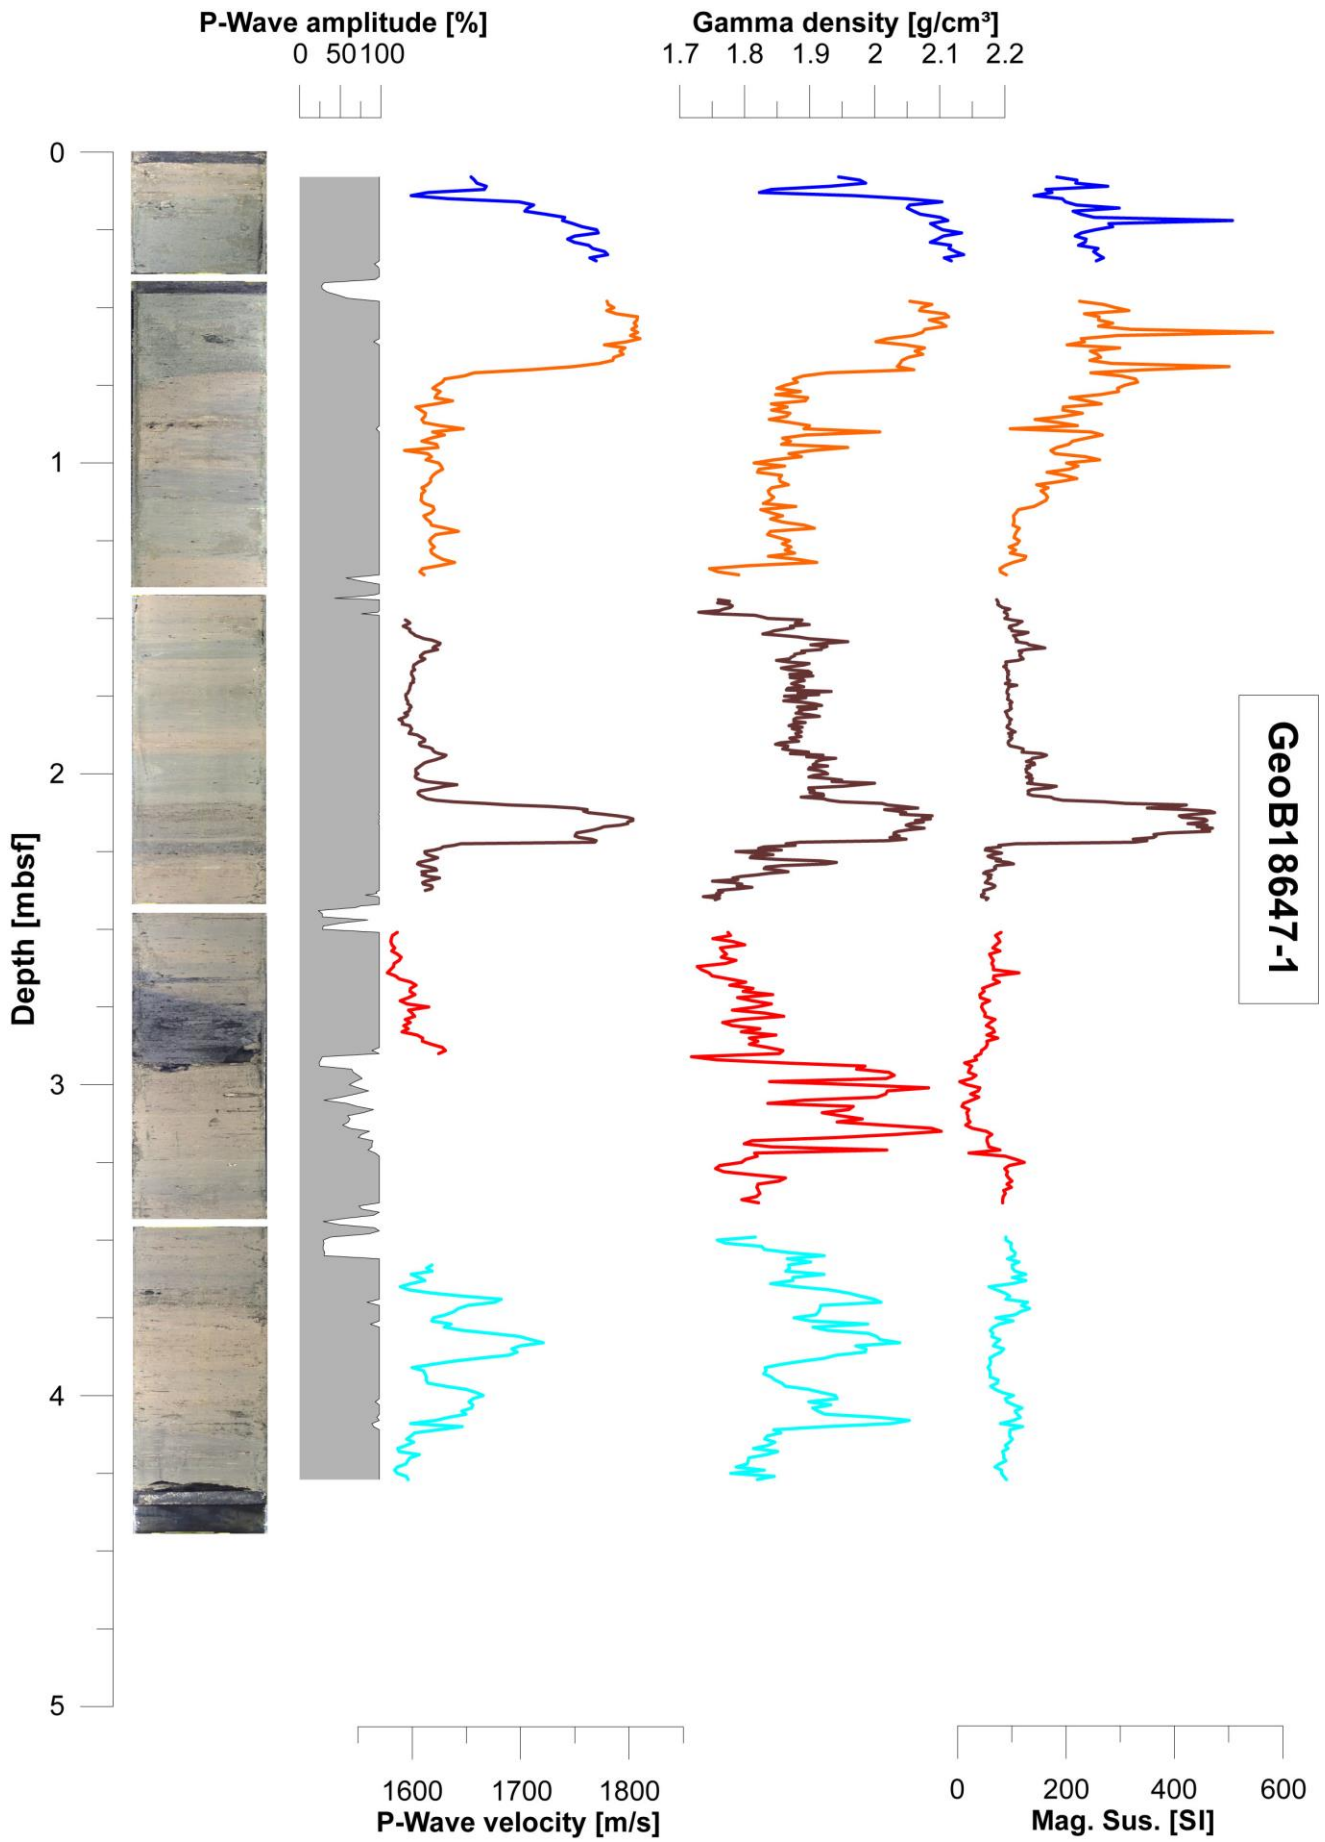 P-Wave amplitude [%]
Gamma density [g/cm³]
0 50 100
1.7 1.8 1.9 2 2.1 2.2
0
1
2
3
4
5
Depth [mbsf]
GeoB18647-1
1600 1700 1800
P-Wave velocity [m/s]
0 200 400 600
Mag. Sus. [SI]